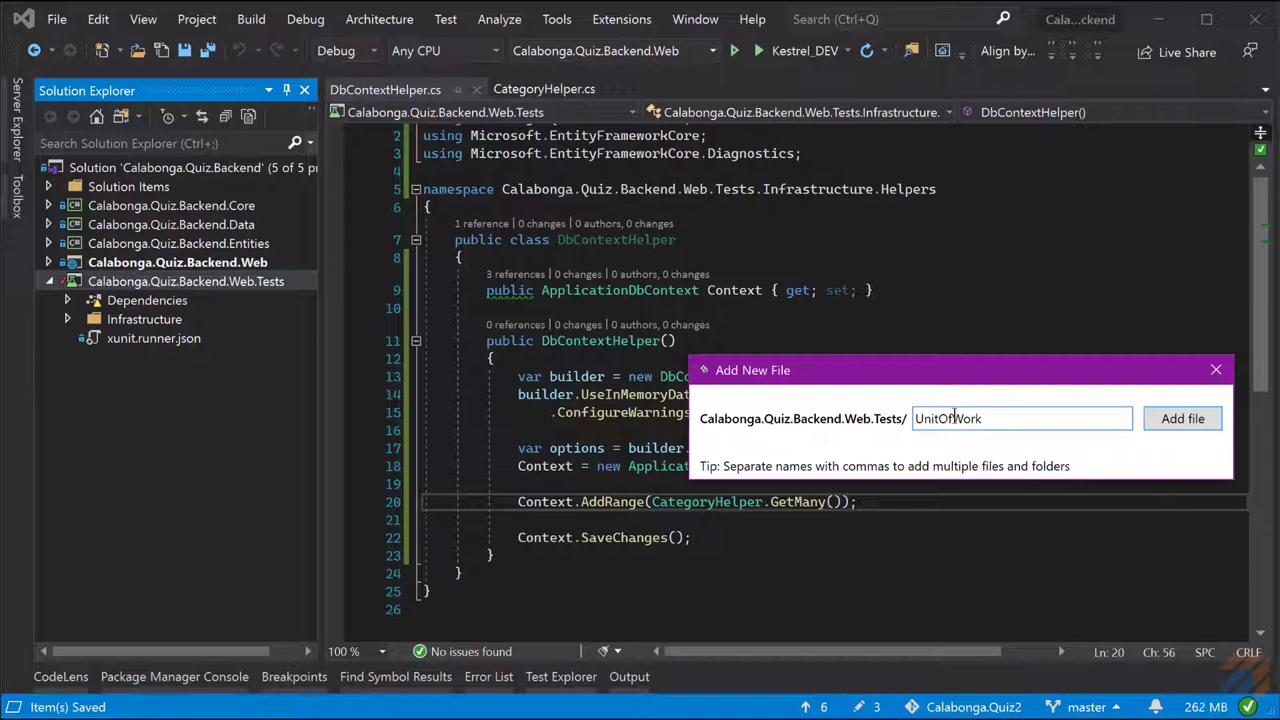 File Edit View Project Build Debug Architecture Test Analyze Tools Extensions Window Help Search (Ctrl+Q) Cala...ckend
Debug Any CPU Calabonga.Quiz.Backend.Web Kestrel_DEV Align by... Live Share
Server Explorer
Toolbox
Solution Explorer
Search Solution Explorer (Ctrl+;)
Solution 'Calabonga.Quiz.Backend' (5 of 5 pr
Solution Items
Calabonga.Quiz.Backend.Core
Calabonga.Quiz.Backend.Data
Calabonga.Quiz.Backend.Entities
Calabonga.Quiz.Backend.Web
Calabonga.Quiz.Backend.Web.Tests
Dependencies
Infrastructure
xunit.runner.json
DbContextHelper.cs CategoryHelper.cs
Calabonga.Quiz.Backend.Web.Tests Calabonga.Quiz.Backend.Web.Tests.Infrastructure. DbContextHelper()
2 using Microsoft.EntityFrameworkCore;
3 using Microsoft.EntityFrameworkCore.Diagnostics;
4
5 namespace Calabonga.Quiz.Backend.Web.Tests.Infrastructure.Helpers
6 {
1 reference | 0 changes | 0 authors, 0 changes
7 public class DbContextHelper
8 {
3 references | 0 changes | 0 authors, 0 changes
9 public ApplicationDbContext Context { get; set; }
10
0 references | 0 changes | 0 authors, 0 changes
11 public DbContextHelper()
12 {
13 var builder = new DbCo
14 builder.UseInMemoryDat
15 .ConfigureWarnings
16
17 var options = builder.
18 Context = new Applicat
19
20 Context.AddRange(CategoryHelper.GetMany());
21
22 Context.SaveChanges();
23 }
24 }
25 }
26
Add New File
Calabonga.Quiz.Backend.Web.Tests/ UnitOfWork Add file
Tip: Separate names with commas to add multiple files and folders
100 % No issues found Ln: 20 Ch: 56 SPC CRLF
CodeLens Package Manager Console Breakpoints Find Symbol Results Error List Test Explorer Output
Item(s) Saved 6 3 Calabonga.Quiz2 master 262 MB